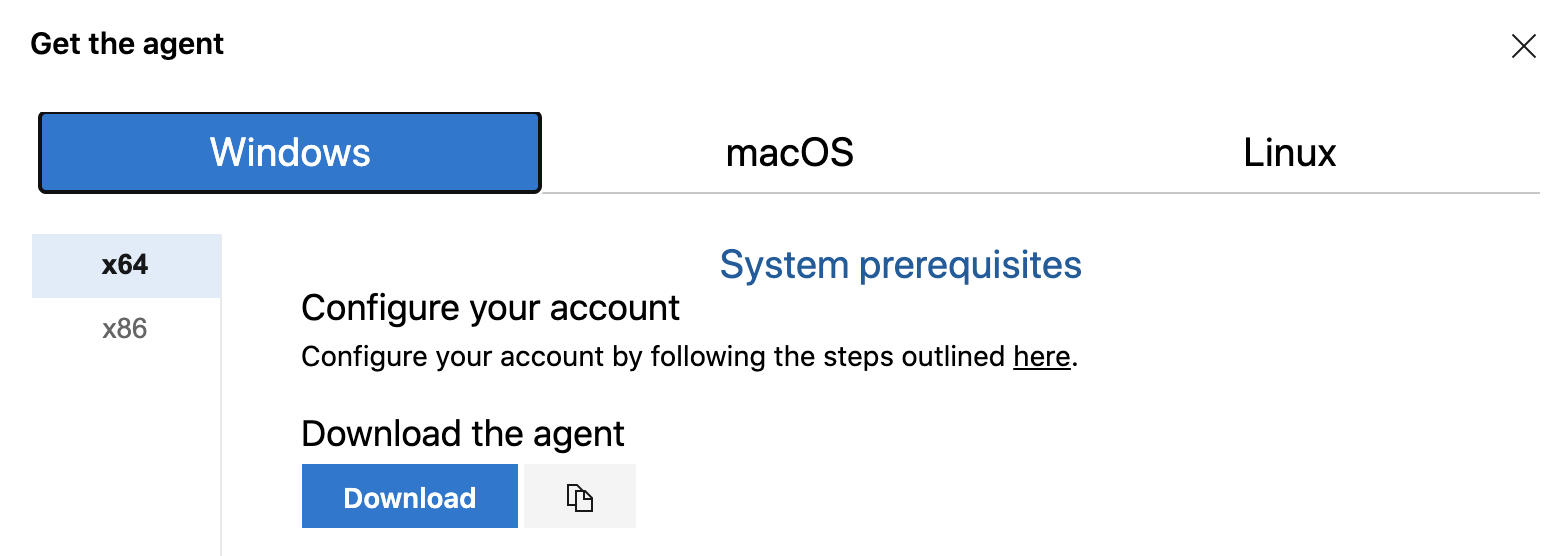 Get the agent
Windows
macOS
Linux
x64
x86
System prerequisites
Configure your account
Configure your account by following the steps outlined here.
Download the agent
Download